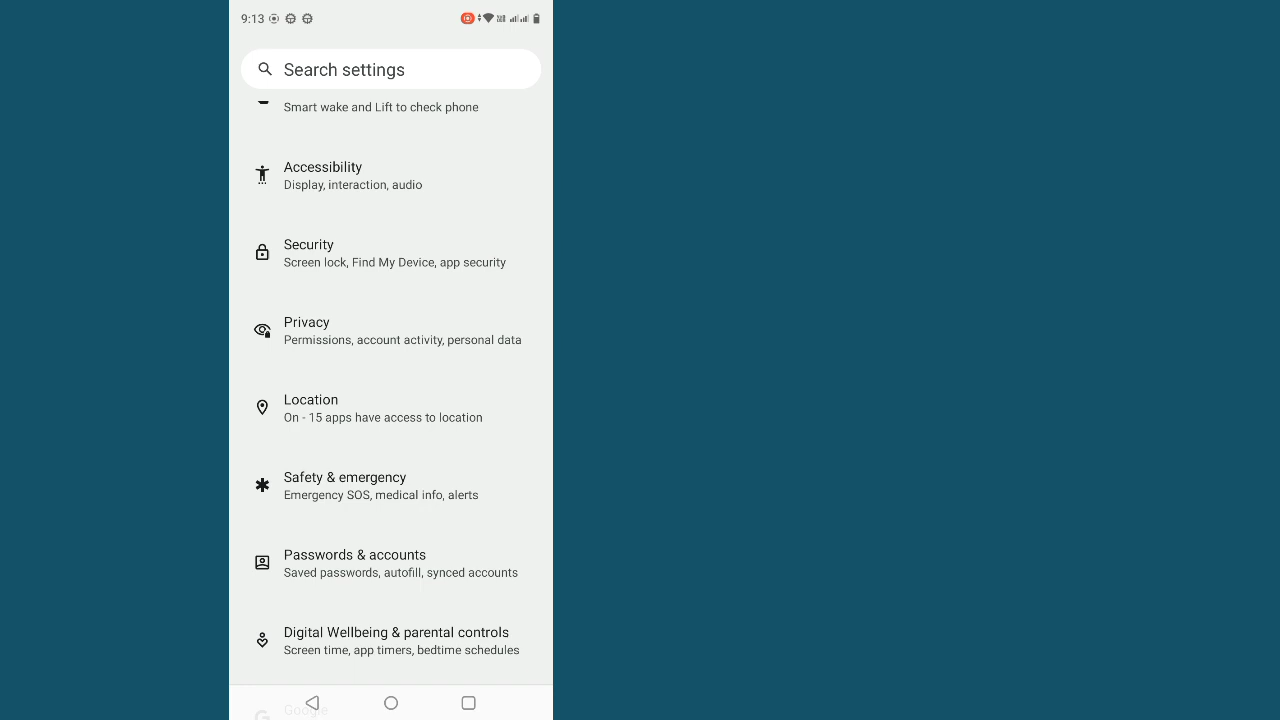 9:13
Search settings
Smart wake and Lift to check phone
Accessibility
Display, interaction, audio
Security
Screen lock, Find My Device, app security
Privacy
Permissions, account activity, personal data
Location
On - 15 apps have access to location
Safety & emergency
Emergency SOS, medical info, alerts
Passwords & accounts
Saved passwords, autofill, synced accounts
Digital Wellbeing & parental controls
Screen time, app timers, bedtime schedules
Google